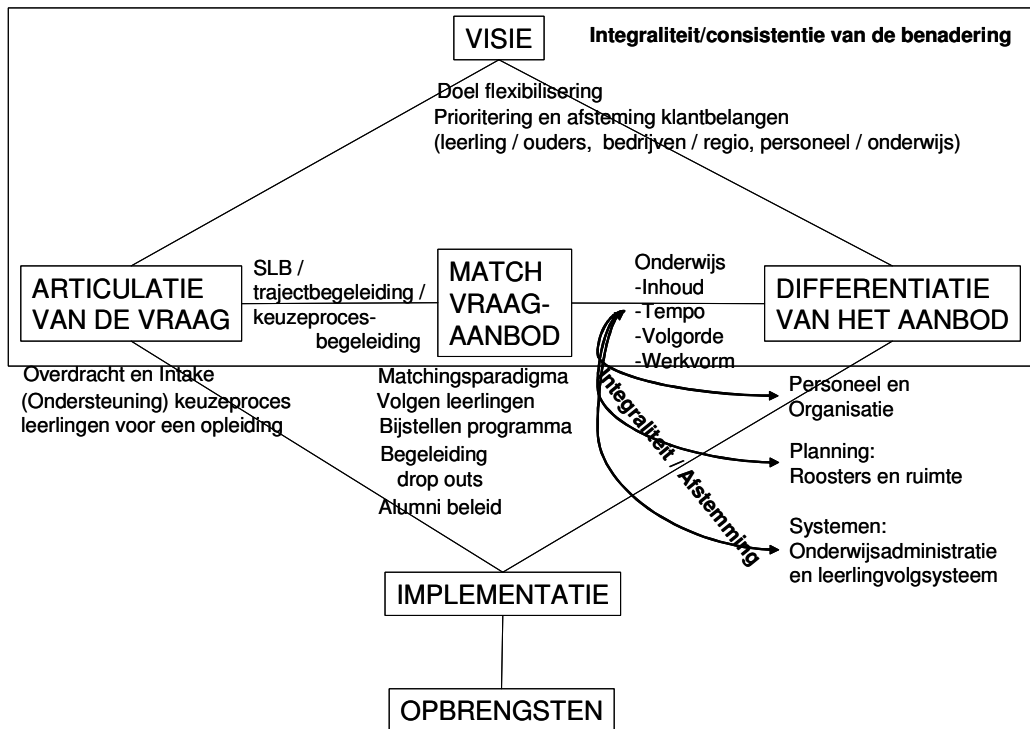 VISIE
Integraliteit/consistentie van de benadering
Doel flexibilisering
Prioritering en afsteming klantbelangen
(leerling / ouders, bedrijven / regio, personeel / onderwijs)
ARTICULATIE
VAN DE VRAAG
SLB /
trajectbegeleiding /
keuzeproces-
begeleiding
MATCH
VRAAG-
AANBOD
Onderwijs
-Inhoud
-Tempo
-Volgorde
-Werkvorm
DIFFERENTIATIE
VAN HET AANBOD
Overdracht en Intake
(Ondersteuning) keuzeproces
leerlingen voor een opleiding
Matchingsparadigma
Volgen leerlingen
Bijstellen programma
Begeleiding
drop outs
Alumni beleid
Integraliteit / Afstemming
Personeel en
Organisatie
Planning:
Roosters en ruimte
Systemen:
Onderwijsadministratie
en leerlingvolgsysteem
IMPLEMENTATIE
OPBRENGSTEN